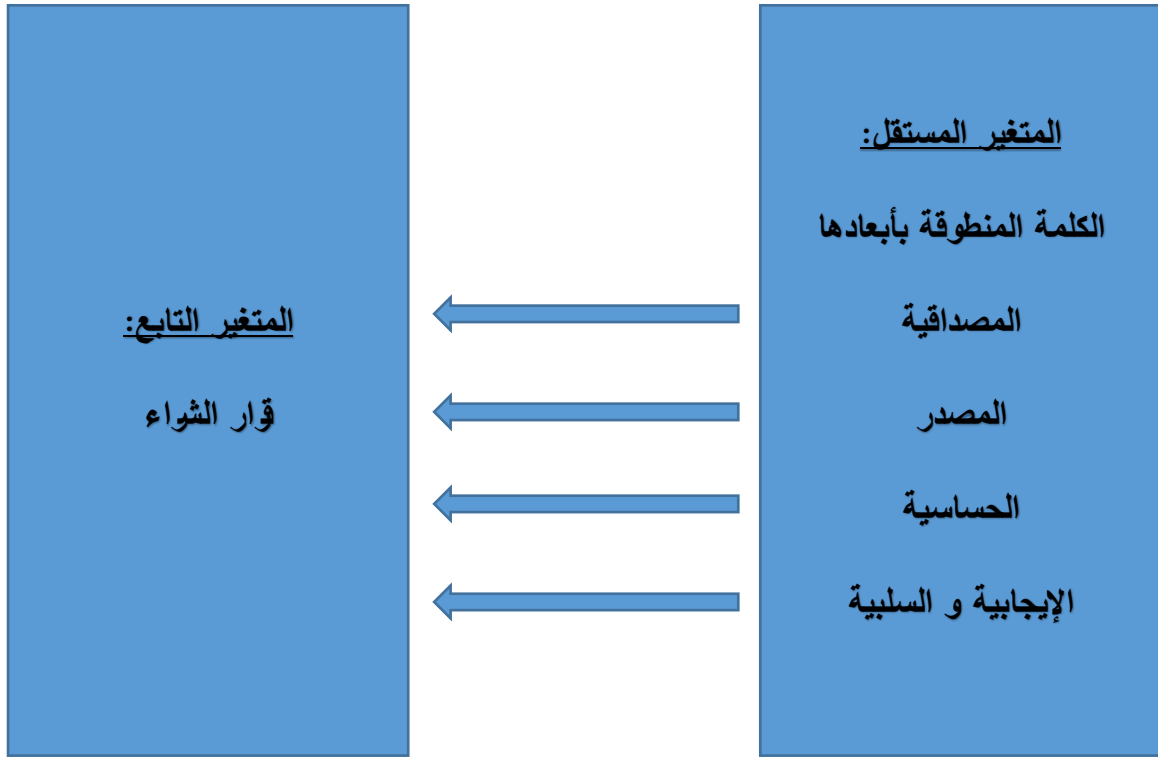 المتغير المستقل:
الكلمة المنطوقة بأبعادها
المصداقية
المصدر
الحساسية
الإيجابية و السلبية
المتغير التابع:
قرار الشراء